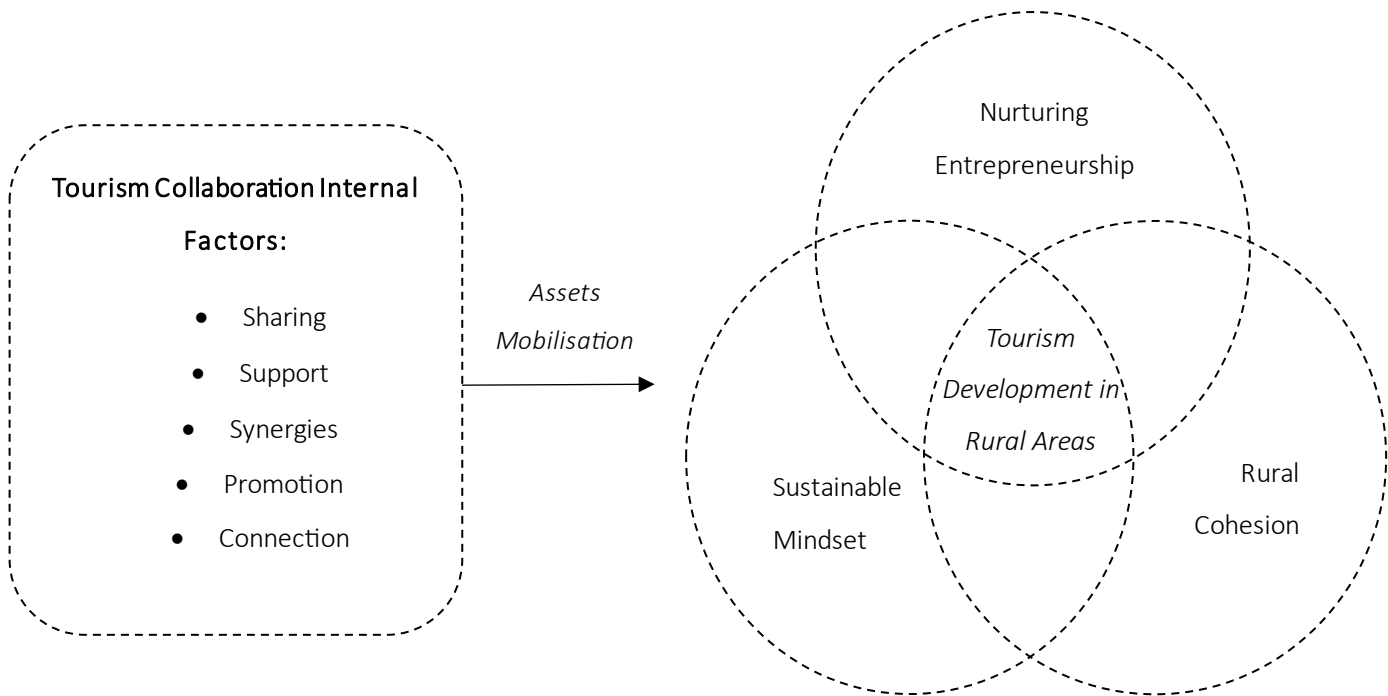 Tourism Collaboration Internal
Factors:
• Sharing
• Support
• Synergies
• Promotion
• Connection
Assets
Mobilisation
Nurturing
Entrepreneurship
Tourism
Development in
Rural Areas
Sustainable
Mindset
Rural
Cohesion